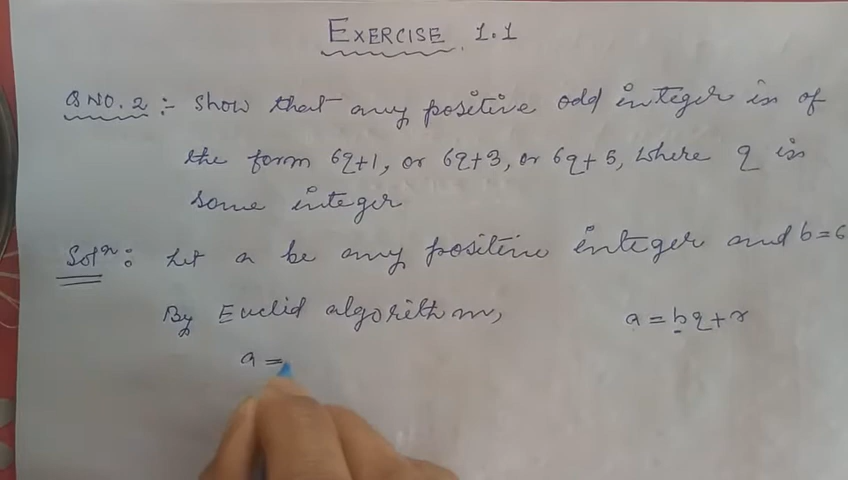 EXERCISE 1.1
Q NO. 2 :- Show that any positive odd integer is of
the form 6q+1, or 6q+3, or 6q+5, where q is
some integer
Solⁿ: Let a be any positive integer and b=6
By Euclid algorithm, a = bq+r
a =